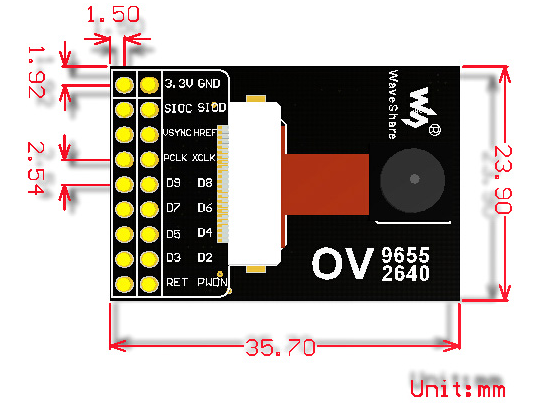 1.50
1.92
3.3V GND
SIOC SIOD
VSYNC HREF
PCLK XCLK
D9 D8
D7 D6
D5 D4
D3 D2
RET PWDN
2.54
WaveShare
®
OV 9655
2640
23.90
35.70
Unit:mm